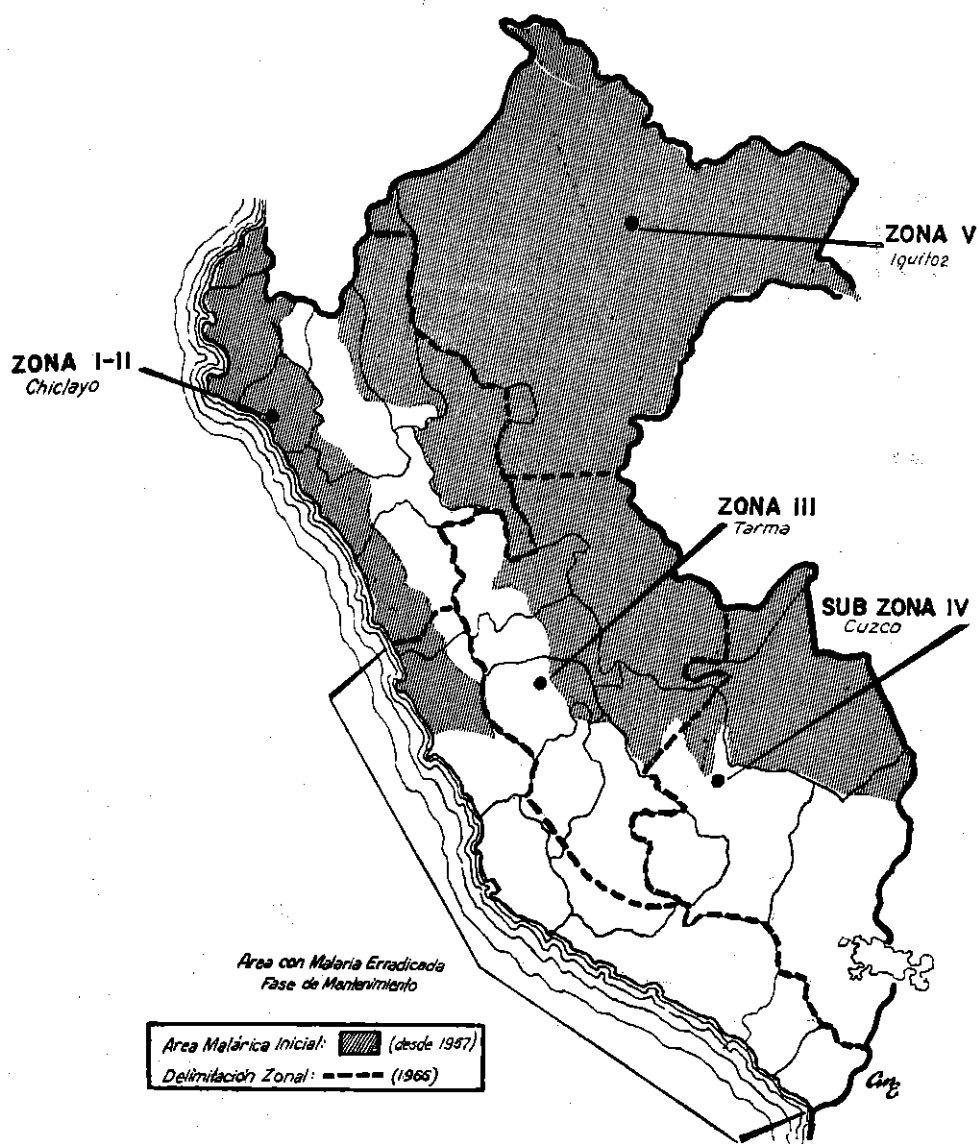 ZONA V
Iquitoz
ZONA I-II
Chiclayo
ZONA III
Tarma
SUB ZONA IV
Cuzco
Area con Malaria Erradicada
Fase de Mantenimiento
Area Malárica Inicial: (desde 1957)
Delimitación Zonal: (1966)